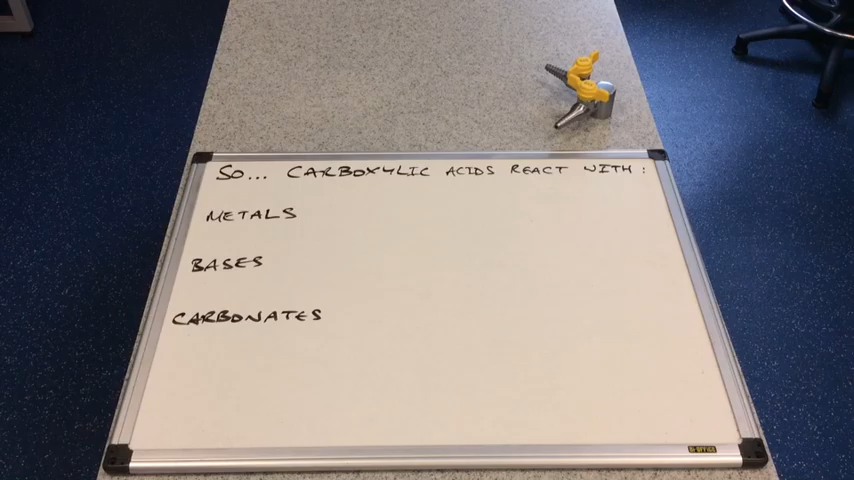 SO... CARBOXYLIC ACIDS REACT WITH:
METALS
BASES
CARBONATES